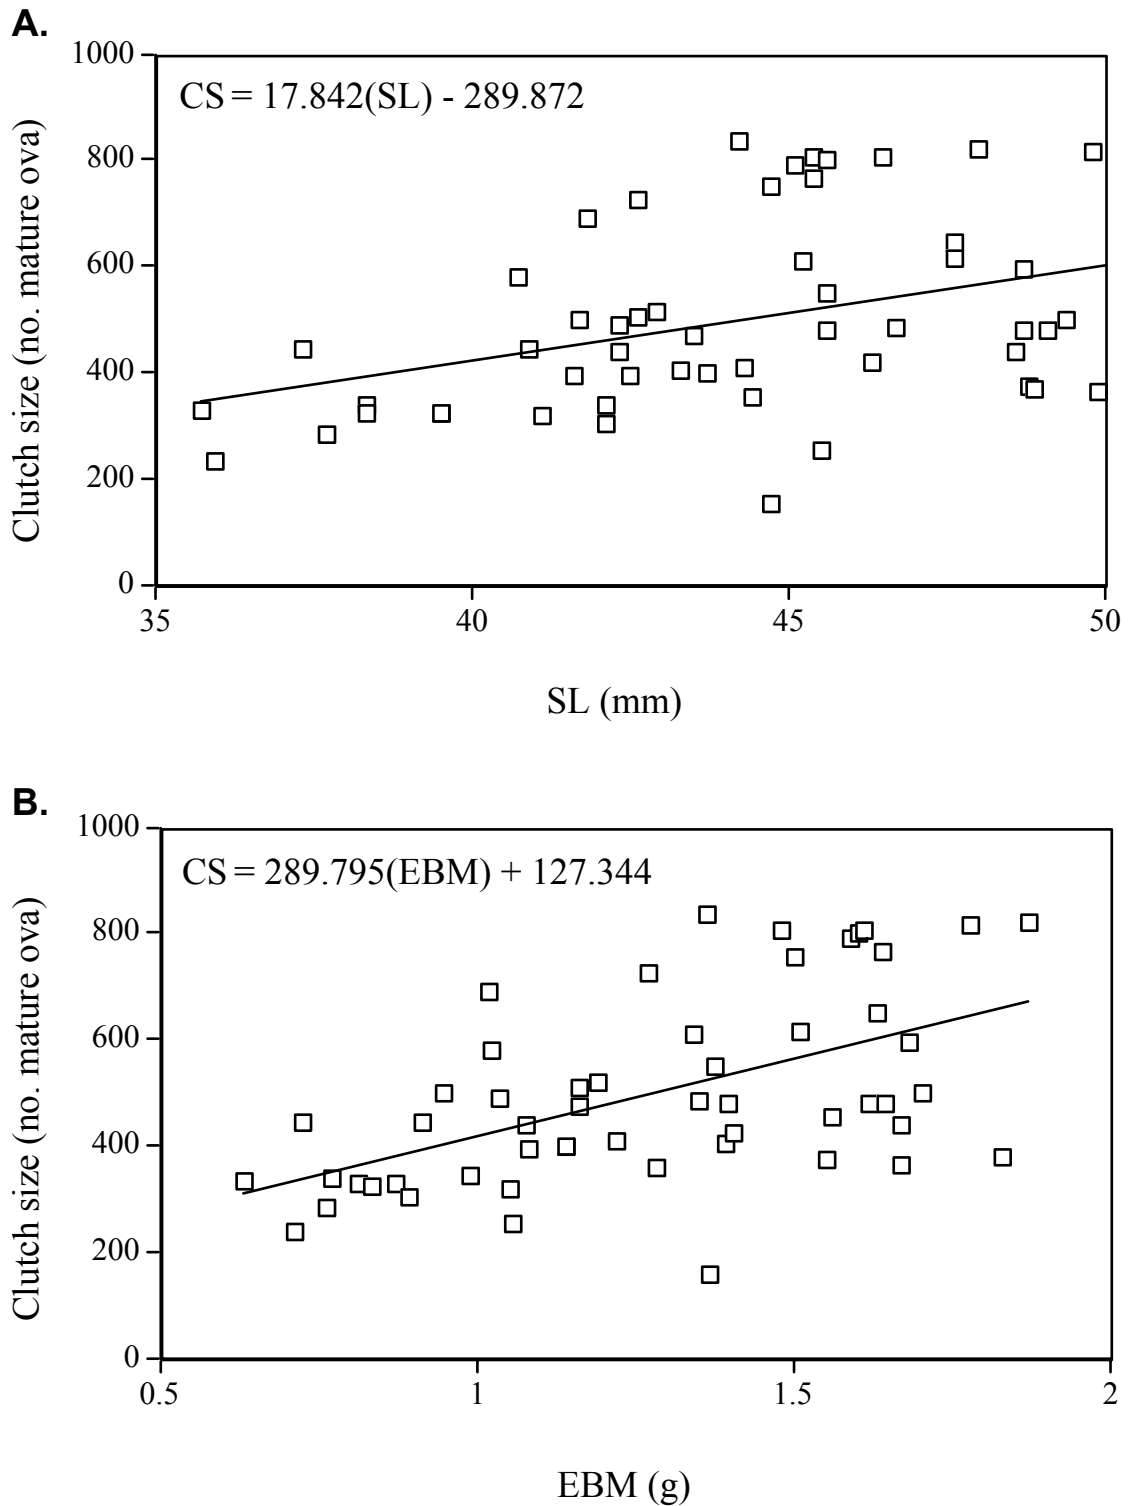 A.
Clutch size (no. mature ova)
1000
800
600
400
200
0
CS = 17.842(SL) - 289.872
35 40 45 50
SL (mm)
B.
Clutch size (no. mature ova)
1000
800
600
400
200
0
CS = 289.795(EBM) + 127.344
0.5 1 1.5 2
EBM (g)